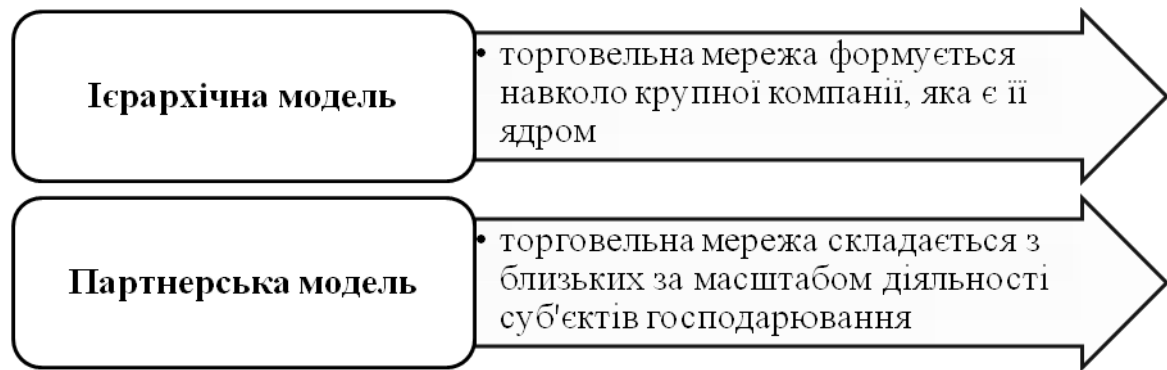 Ієрархічна модель
• торговельна мережа формується
навколо крупної компанії, яка є її
ядром
Партнерська модель
• торговельна мережа складається з
близьких за масштабом діяльності
суб'єктів господарювання